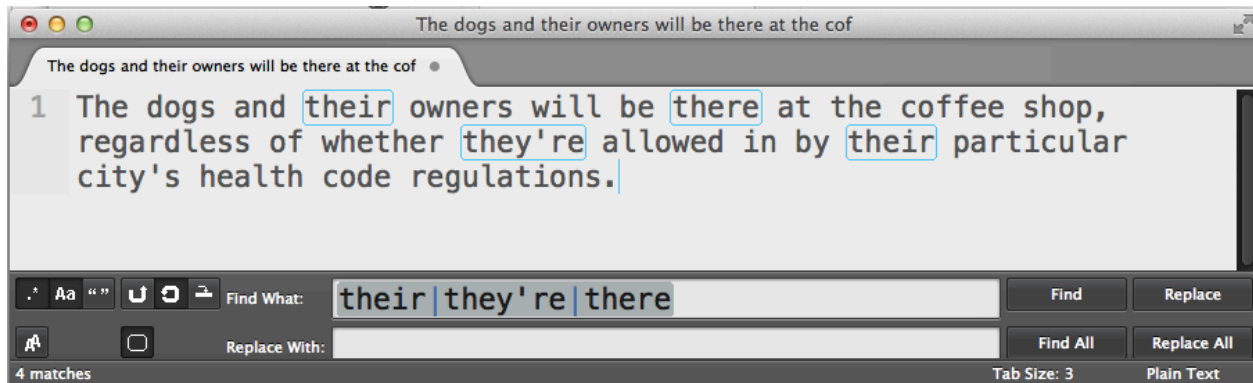 The dogs and their owners will be there at the cof
The dogs and their owners will be there at the cof
1 The dogs and their owners will be there at the coffee shop,
regardless of whether they're allowed in by their particular
city's health code regulations.
.* Aa “ ” Find What: their|they're|there Find Replace
Replace With: Find All Replace All
4 matches Tab Size: 3 Plain Text